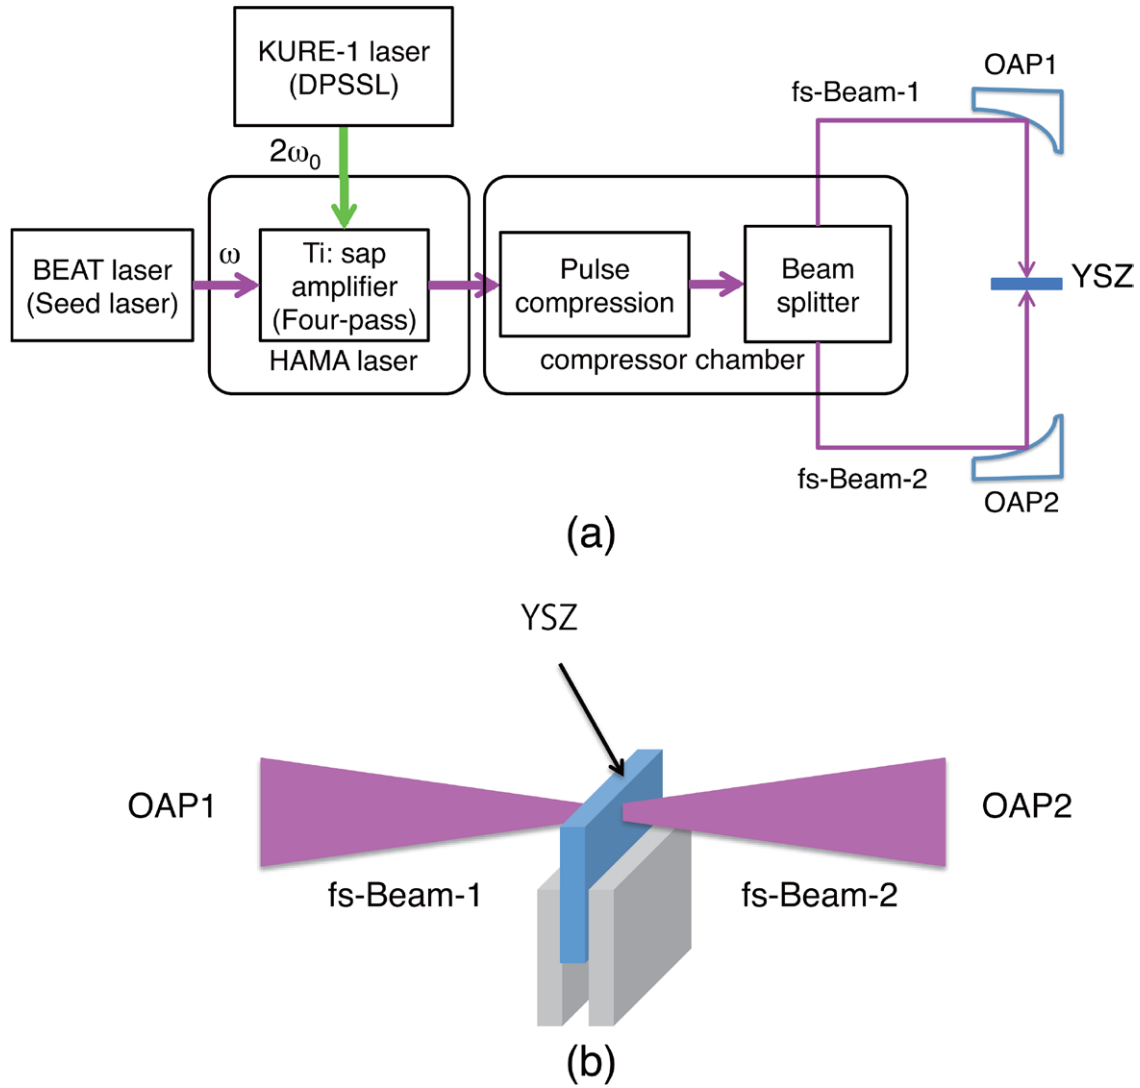 KURE-1 laser
(DPSSL)
OAP1
fs-Beam-1
2ω0
BEAT laser
(Seed laser)
ω
Ti: sap
amplifier
(Four-pass)
HAMA laser
Pulse
compression
Beam
splitter
compressor chamber
YSZ
fs-Beam-2
OAP2
(a)
YSZ
OAP1
OAP2
fs-Beam-1
fs-Beam-2
(b)